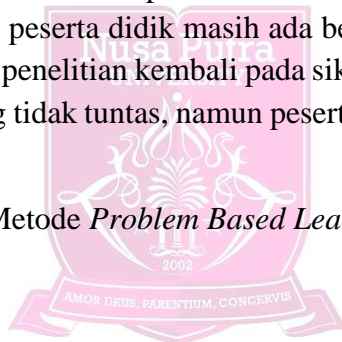 peserta didik masih ada be
Nusa Putra
UNIVERSITY
penelitian kembali pada sik
g tidak tuntas, namun pesert
Metode Problem Based Lea
2002
AMOR DEUS, PARENTIUM, CONCERVIS